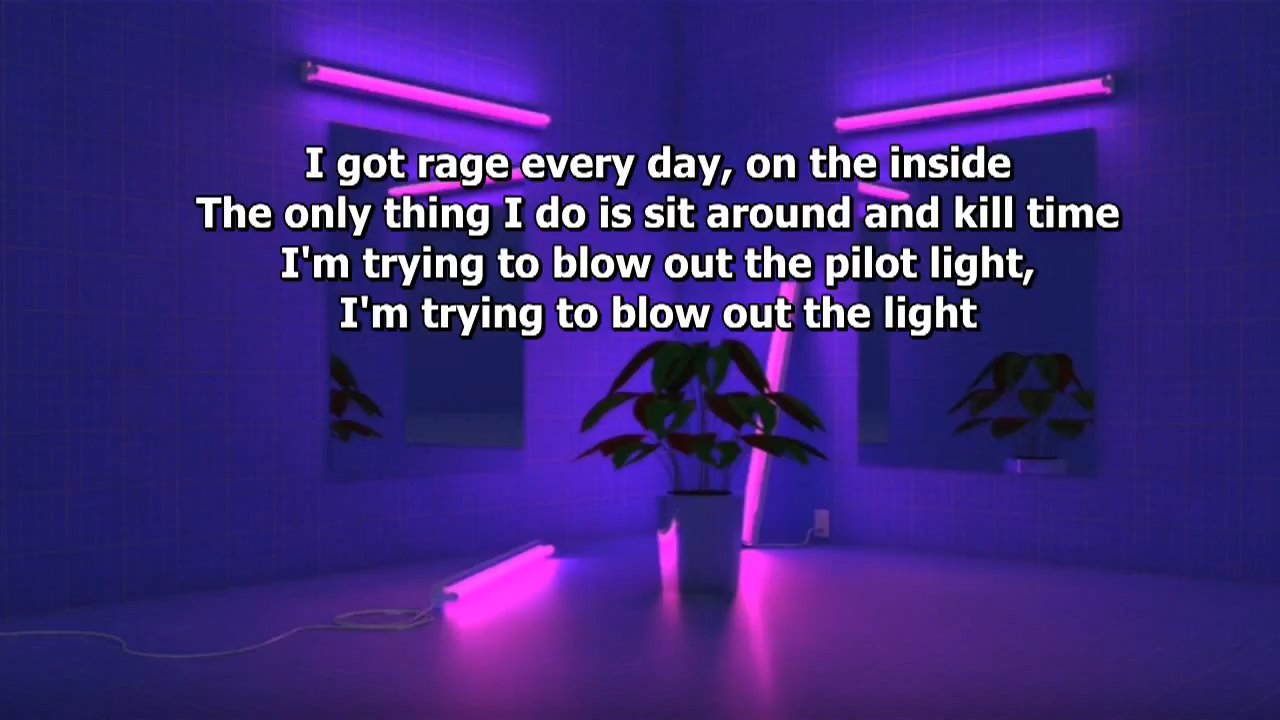 I got rage every day, on the inside
The only thing I do is sit around and kill time
I'm trying to blow out the pilot light,
I'm trying to blow out the light